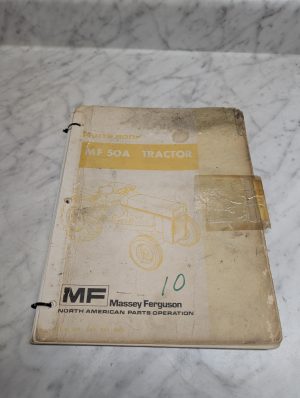 MF 50A TRACTOR
10
MF Massey Ferguson
NORTH AMERICAN PARTS OPERATION